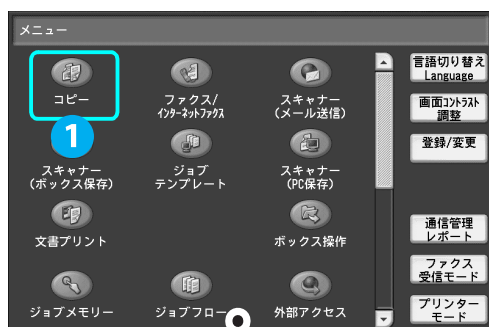 メニュー
コピー
ファクス/
インターネットファクス
スキャナー
(メール送信)
1
スキャナー
(ボックス保存)
ジョブ
テンプレート
スキャナー
(PC保存)
文書プリント
ボックス操作
ジョブメモリー
ジョブフロー
外部アクセス
言語切り替え
Language
画面コントラスト
調整
登録/変更
通信管理
レポート
ファクス
受信モード
プリンター
モード